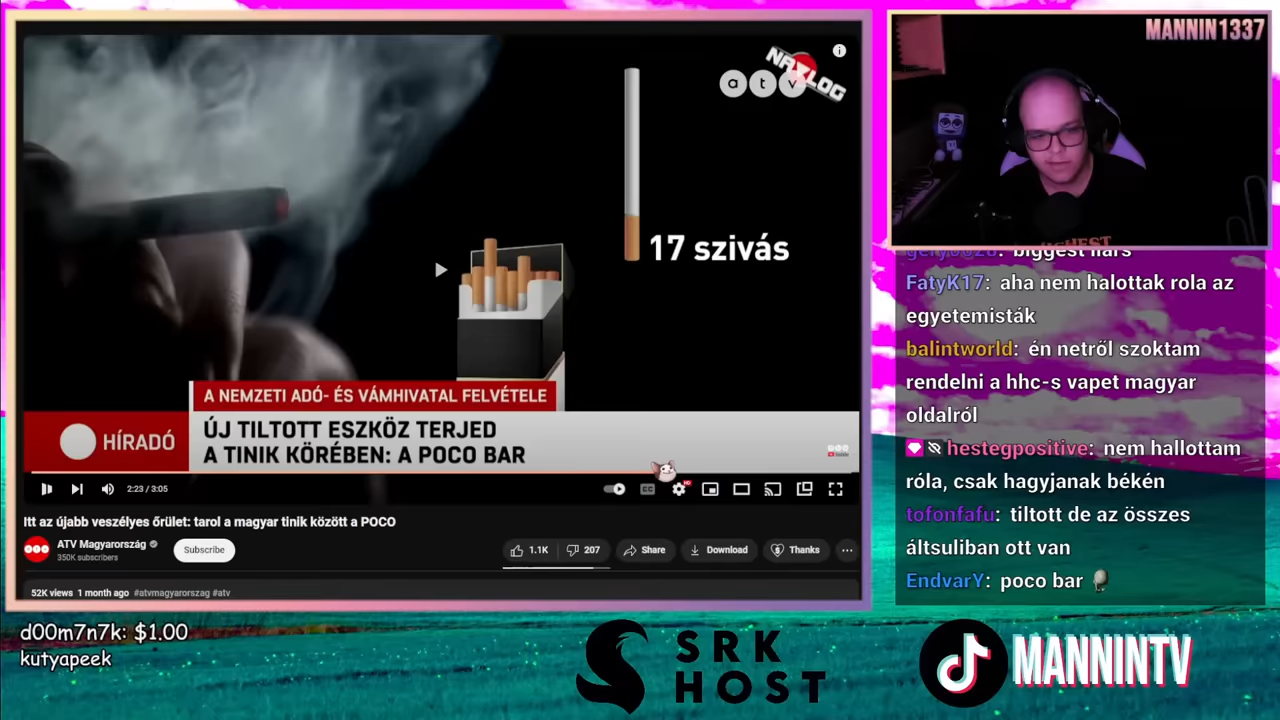 MANNIN1337
a t v
NAPLOG
17 szivás
A NEMZETI ADÓ- ÉS VÁMHIVATAL FELVÉTELE
HÍRADÓ
ÚJ TILTOTT ESZKÖZ TERJED
A TINIK KÖRÉBEN: A POCO BAR
2:23 / 3:05
CC
HD
Itt az újabb veszélyes őrület: tarol a magyar tinik között a POCO
ATV Magyarország
350K subscribers
Subscribe
1.1K
207
Share
Download
Thanks
52K views 1 month ago #atvmagyarorszag #atv
biggest hárs
FatyK17: aha nem halottak rola az
egyetemisták
balintworld: én netről szoktam
rendelni a hhc-s vapet magyar
oldalról
hestegpositive: nem hallottam
róla, csak hagyjanak békén
tofonfafu: tiltott de az összes
áltsuliban ott van
EndvarY: poco bar
d00m7n7k: $1.00
kutyapeek
SRK
HOST
MANNINTV